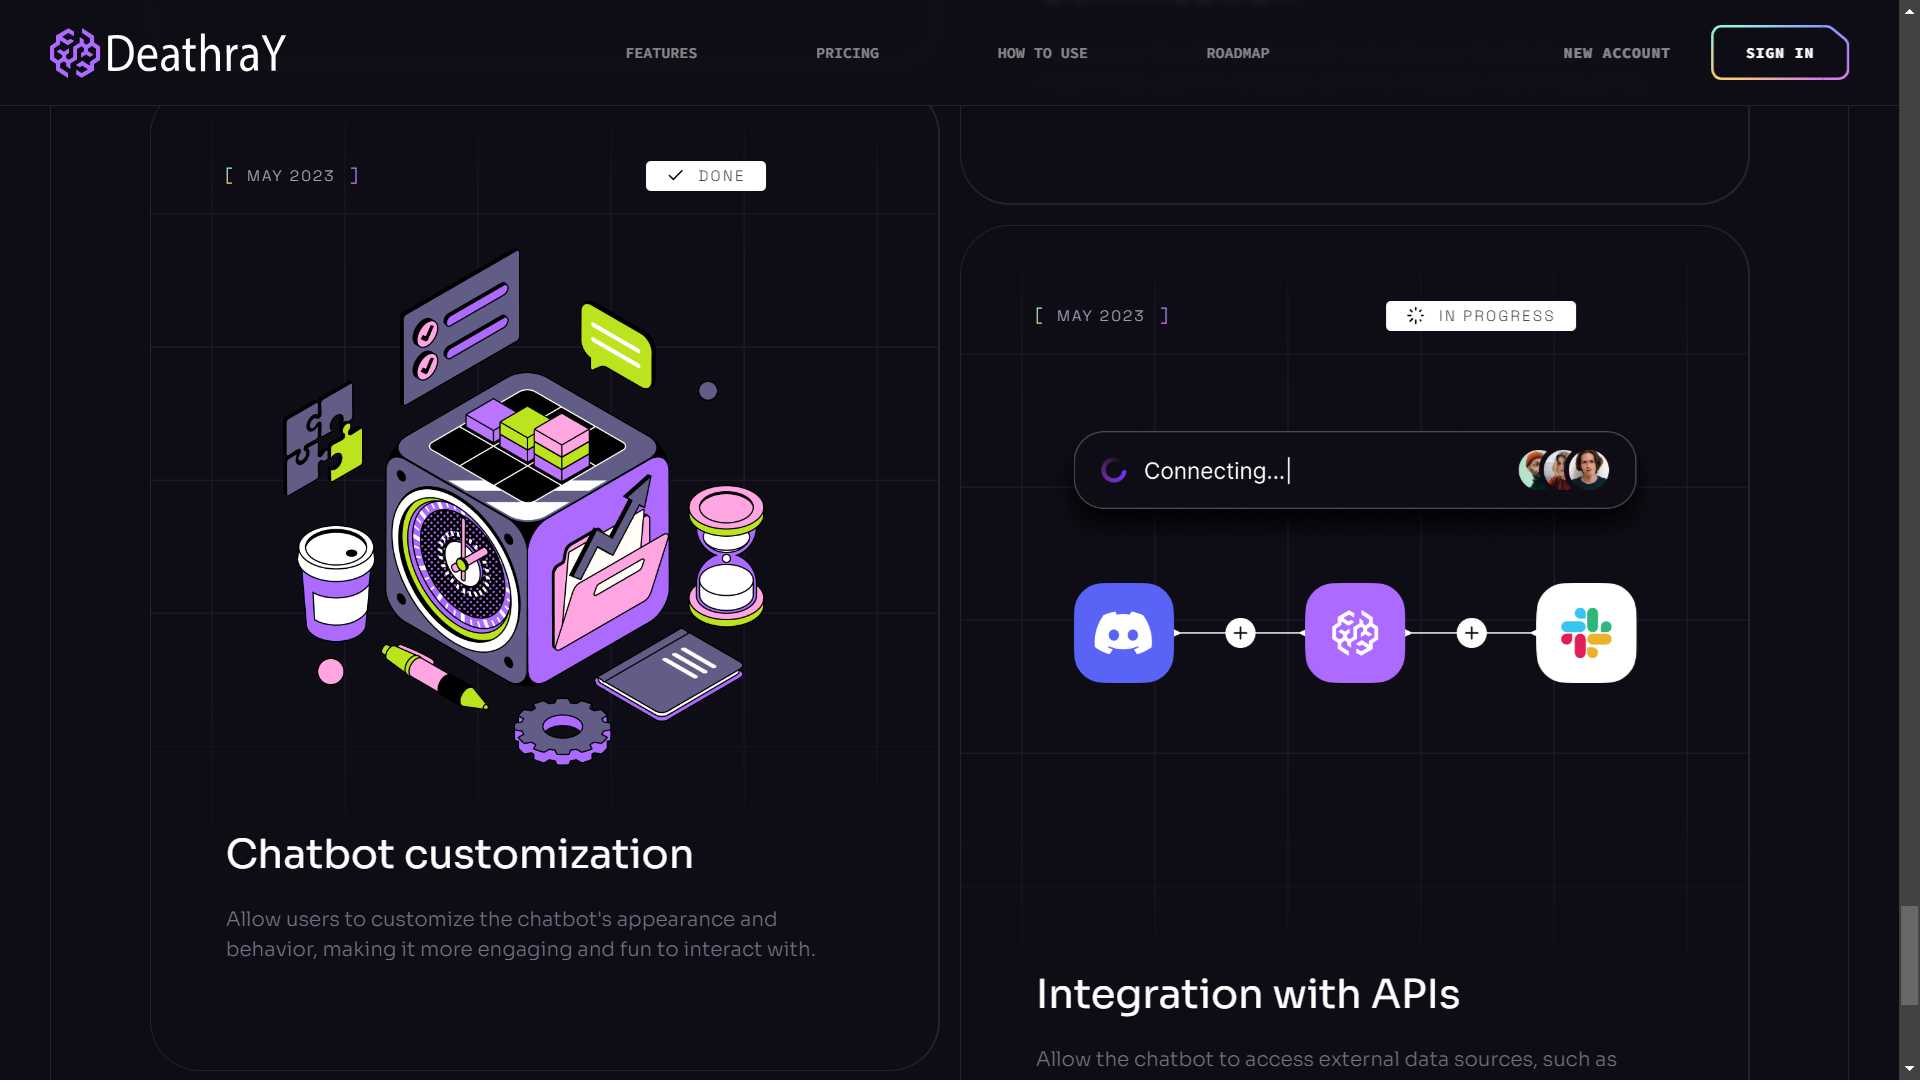 DeathraY
FEATURES
PRICING
HOW TO USE
ROADMAP
NEW ACCOUNT
SIGN IN
[ MAY 2023 ]
DONE
Chatbot customization
Allow users to customize the chatbot's appearance and
behavior, making it more engaging and fun to interact with.
[ MAY 2023 ]
IN PROGRESS
Connecting...
Integration with APIs
Allow the chatbot to access external data sources, such as